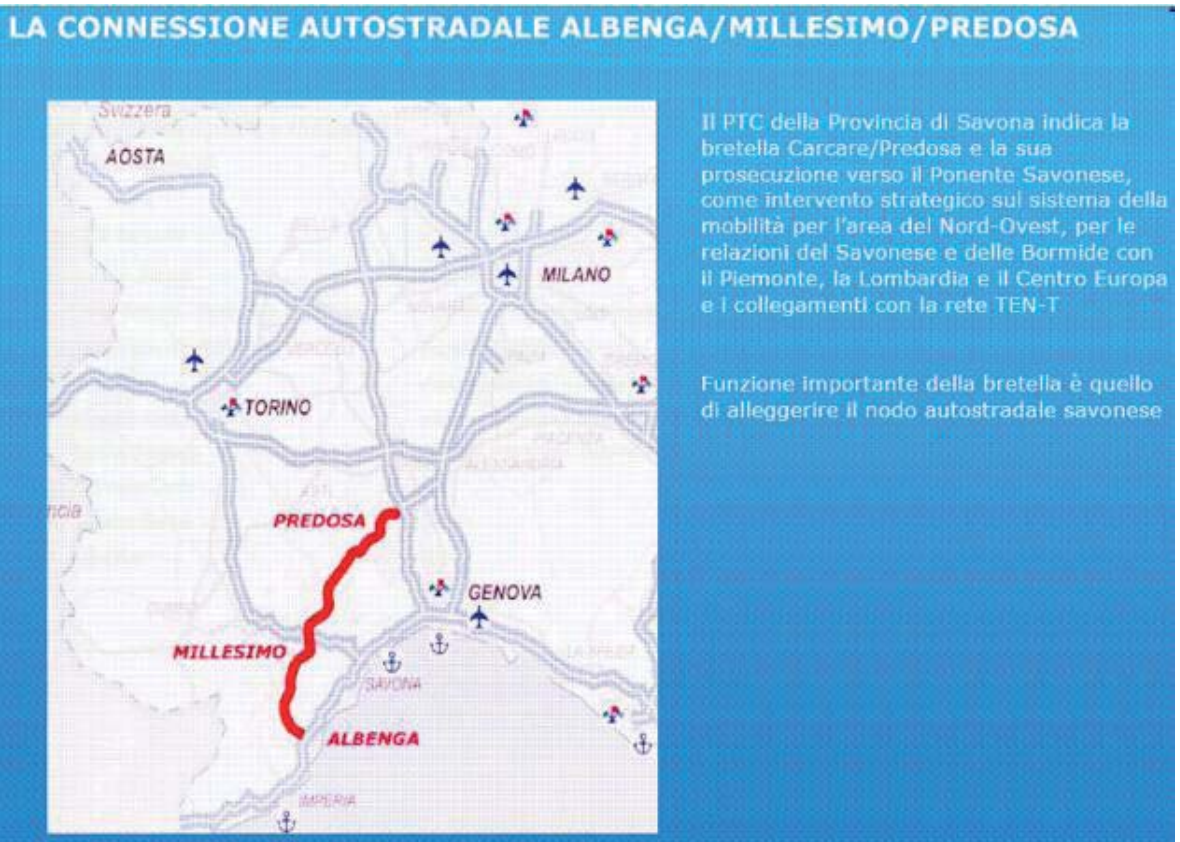 LA CONNESSIONE AUTOSTRADALE ALBENGA/MILLESIMO/PREDOSA
Svizzera
AOSTA
MILANO
TORINO
PIACENZA
ALESSANDRIA
ASTI
PREDOSA
GENOVA
MILLESIMO
SAVONA
ALBENGA
IMPERIA
Il PTC della Provincia di Savona indica la
bretella Carcare/Predosa e la sua
prosecuzione verso il Ponente Savonese,
come intervento strategico sul sistema della
mobilità per l'area del Nord-Ovest, per le
relazioni del Savonese e delle Bormide con
il Piemonte, la Lombardia e il Centro Europa
e i collegamenti con la rete TEN-T
Funzione importante della bretella è quello
di alleggerire il nodo autostradale savonese